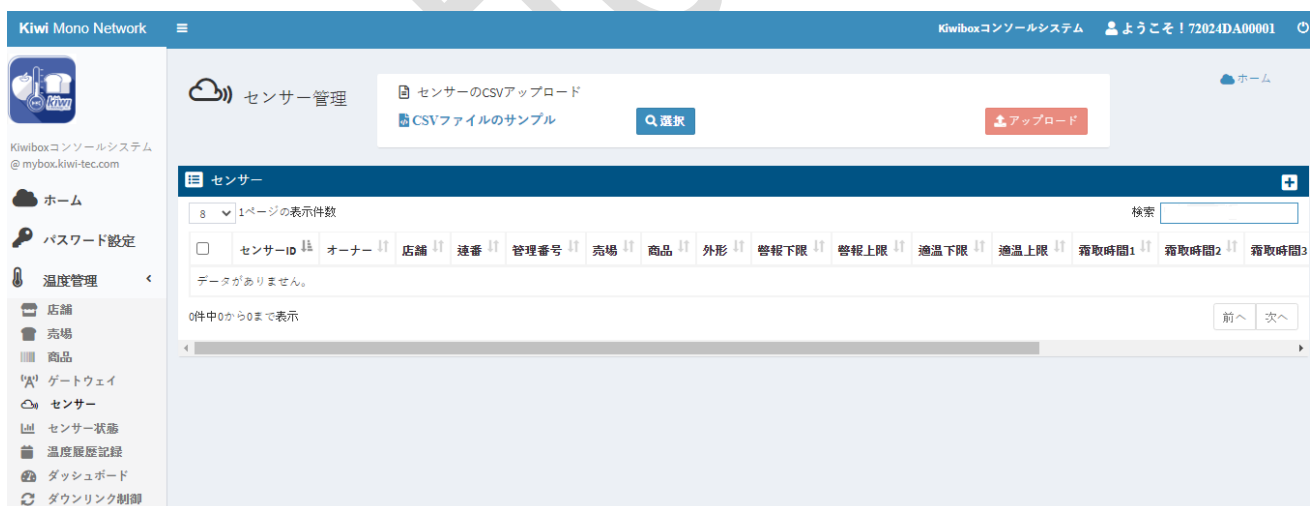 Kiwi Mono Network
Kiwiboxコンソールシステム
ようこそ！72024DA00001
kiwi
Kiwiboxコンソールシステム
@ mybox.kiwi-tec.com
ホーム
パスワード設定
温度管理
店舗
売場
商品
ゲートウェイ
センサー
センサー状態
温度履歴記録
ダッシュボード
ダウンリンク制御
センサー管理
センサーのCSVアップロード
CSVファイルのサンプル
選択
アップロード
ホーム
センサー
8 1ページの表示件数
検索
センサーID オーナー 店舗 連番 管理番号 売場 商品 外形 警報下限 警報上限 適温下限 適温上限 霜取時間1 霜取時間2 霜取時間3
データがありません。
0件中0から0まで表示
前へ 次へ